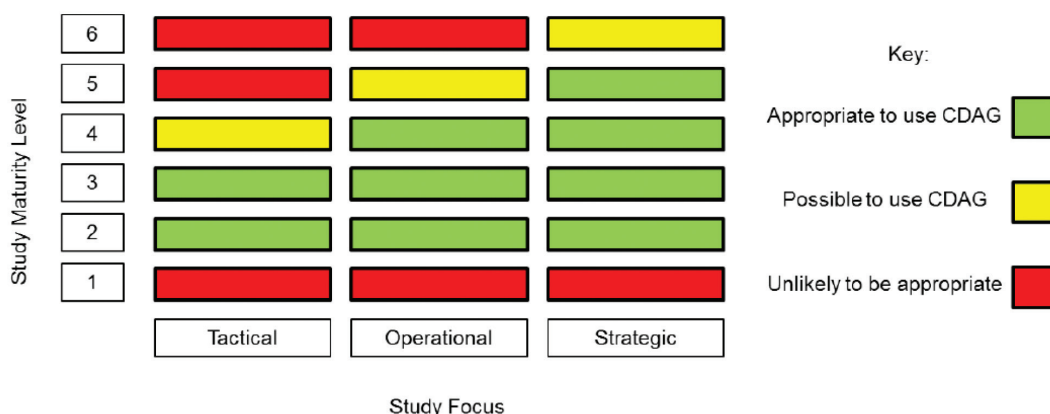 6
5
4
3
2
1
Study Maturity Level
Tactical
Operational
Strategic
Study Focus
Key:
Appropriate to use CDAG
Possible to use CDAG
Unlikely to be appropriate